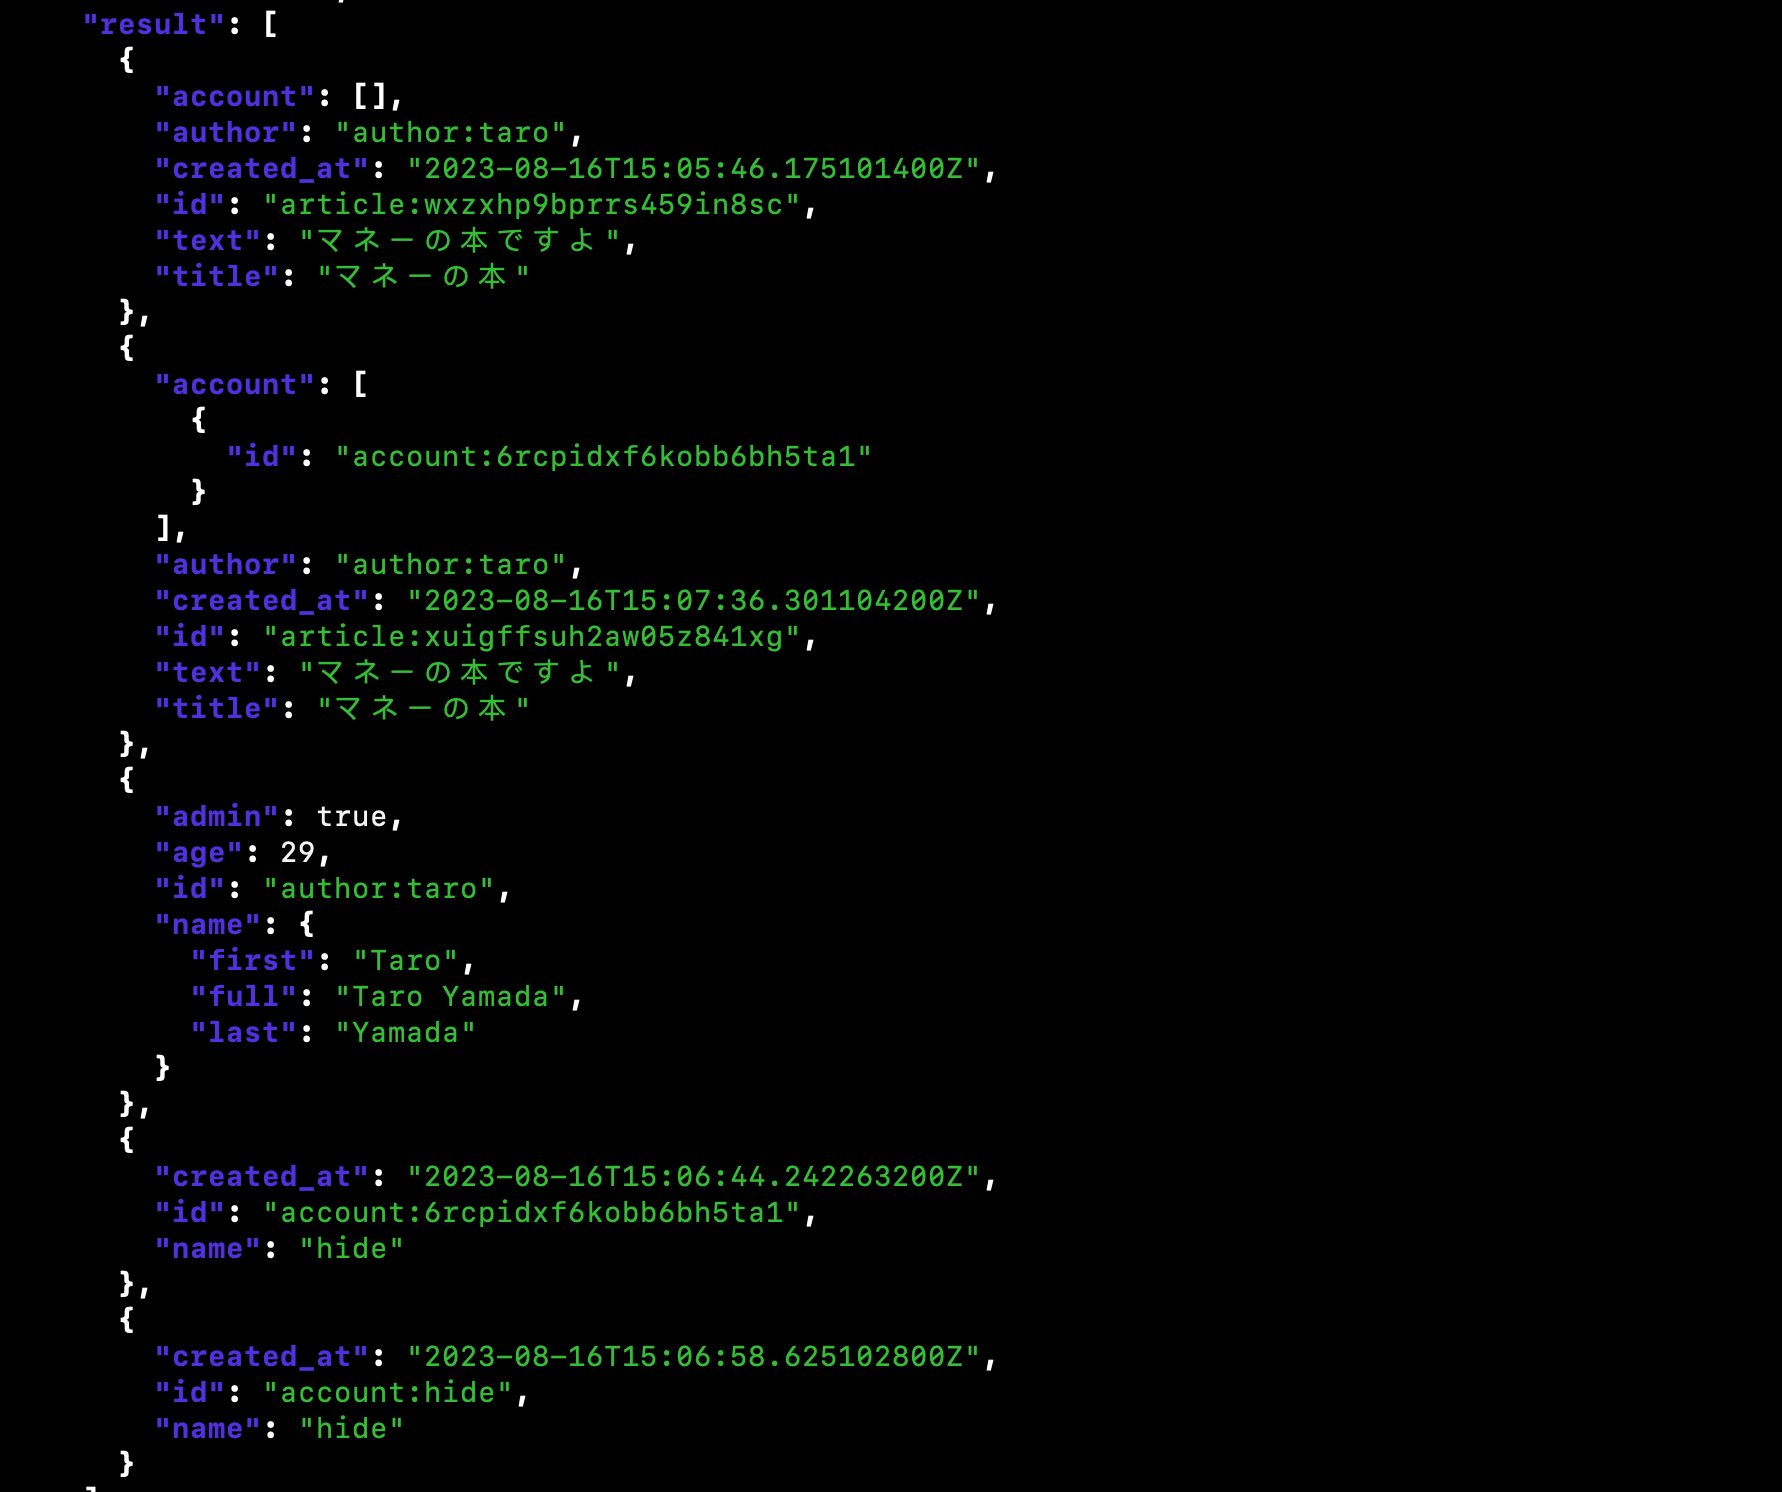 "result": [
{
"account": [],
"author": "author:taro",
"created_at": "2023-08-16T15:05:46.175101400Z",
"id": "article:wxzxhp9bprrs459in8sc",
"text": "マネーの本ですよ",
"title": "マネーの本"
},
{
"account": [
{
"id": "account:6rcpidxf6kobb6bh5ta1"
}
],
"author": "author:taro",
"created_at": "2023-08-16T15:07:36.301104200Z",
"id": "article:xuigffsuh2aw05z841xg",
"text": "マネーの本ですよ",
"title": "マネーの本"
},
{
"admin": true,
"age": 29,
"id": "author:taro",
"name": {
"first": "Taro",
"full": "Taro Yamada",
"last": "Yamada"
}
},
{
"created_at": "2023-08-16T15:06:44.242263200Z",
"id": "account:6rcpidxf6kobb6bh5ta1",
"name": "hide"
},
{
"created_at": "2023-08-16T15:06:58.625102800Z",
"id": "account:hide",
"name": "hide"
}